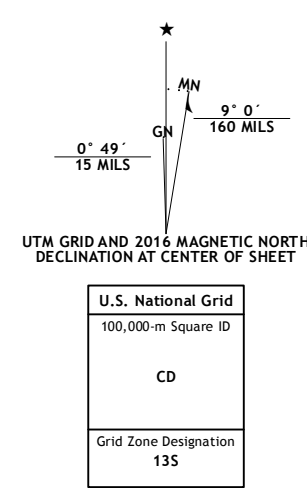 MN
GN
0° 49´
15 MILS
9° 0´
160 MILS
UTM GRID AND 2016 MAGNETIC NORTH
DECLINATION AT CENTER OF SHEET
U.S. National Grid
100,000-m Square ID
CD
Grid Zone Designation
13S